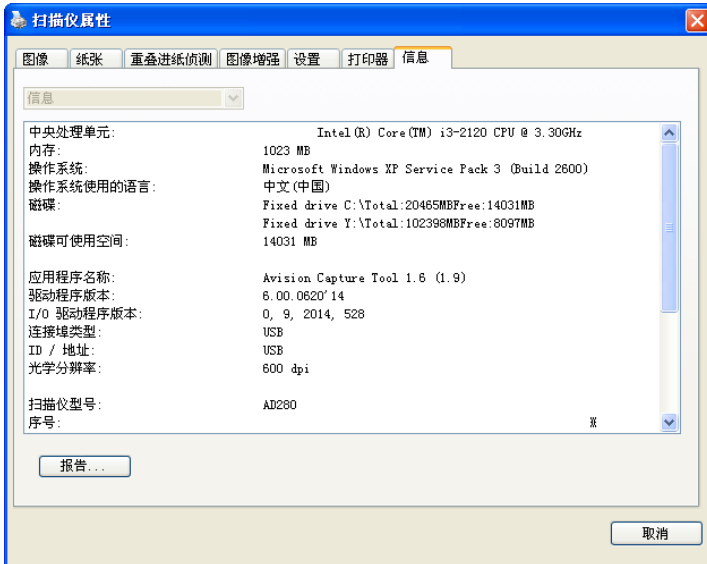 扫描仪属性
图像 纸张 重叠进纸侦测 图像增强 设置 打印器 信息
信息
中央处理单元: Intel(R) Core(TM) i3-2120 CPU @ 3.30GHz
内存: 1023 MB
操作系统: Microsoft Windows XP Service Pack 3 (Build 2600)
操作系统使用的语言: 中文(中国)
磁碟: Fixed drive C:\Total:20465MBFree:14031MB
Fixed drive Y:\Total:102398MBFree:8097MB
磁碟可使用空间: 14031 MB
应用程序名称: Avision Capture Tool 1.6 (1.9)
驱动程序版本: 6.00.0620'14
I/O 驱动程序版本: 0, 9, 2014, 528
连接埠类型: USB
ID / 地址: USB
光学分辨率: 600 dpi
扫描仪型号: AD280
序号:
报告...
取消